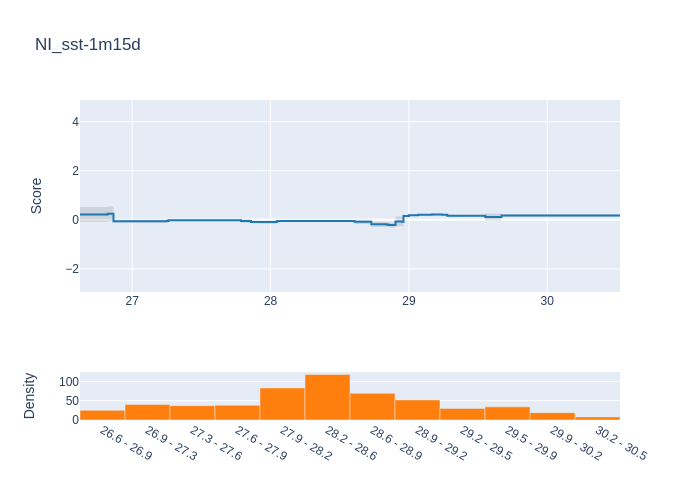 NI_sst-1m15d
Score
4
2
0
−2
27 28 29 30
Density
100
50
0
26.6 - 26.9
26.9 - 27.3
27.3 - 27.6
27.6 - 27.9
27.9 - 28.2
28.2 - 28.6
28.6 - 28.9
28.9 - 29.2
29.2 - 29.5
29.5 - 29.9
29.9 - 30.2
30.2 - 30.5